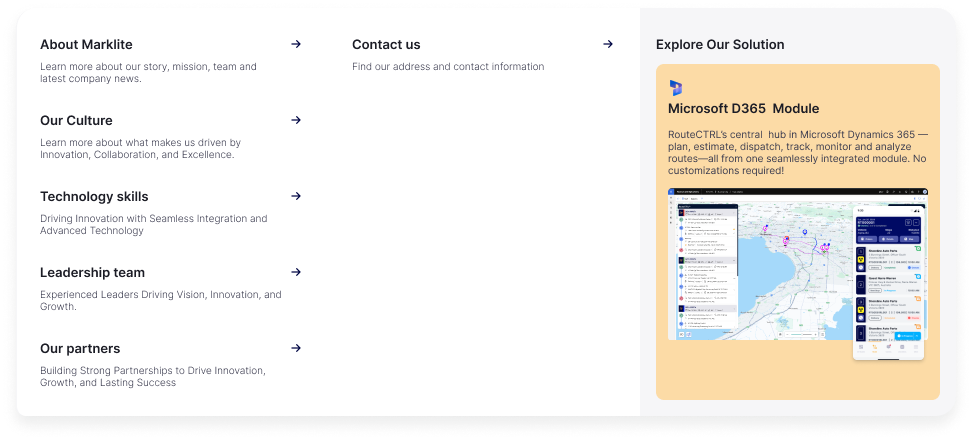 About Marklite
Learn more about our story, mission, team and
latest company news.
Our Culture
Learn more about what makes us driven by
Innovation, Collaboration, and Excellence.
Technology skills
Driving Innovation with Seamless Integration and
Advanced Technology
Leadership team
Experienced Leaders Driving Vision, Innovation, and
Growth.
Our partners
Building Strong Partnerships to Drive Innovation,
Growth, and Lasting Success
Contact us
Find our address and contact information
Explore Our Solution
Microsoft D365  Module
RouteCTRL's central  hub in Microsoft Dynamics 365 —
plan, estimate, dispatch, track, monitor and analyze
routes—all from one seamlessly integrated module. No
customizations required!